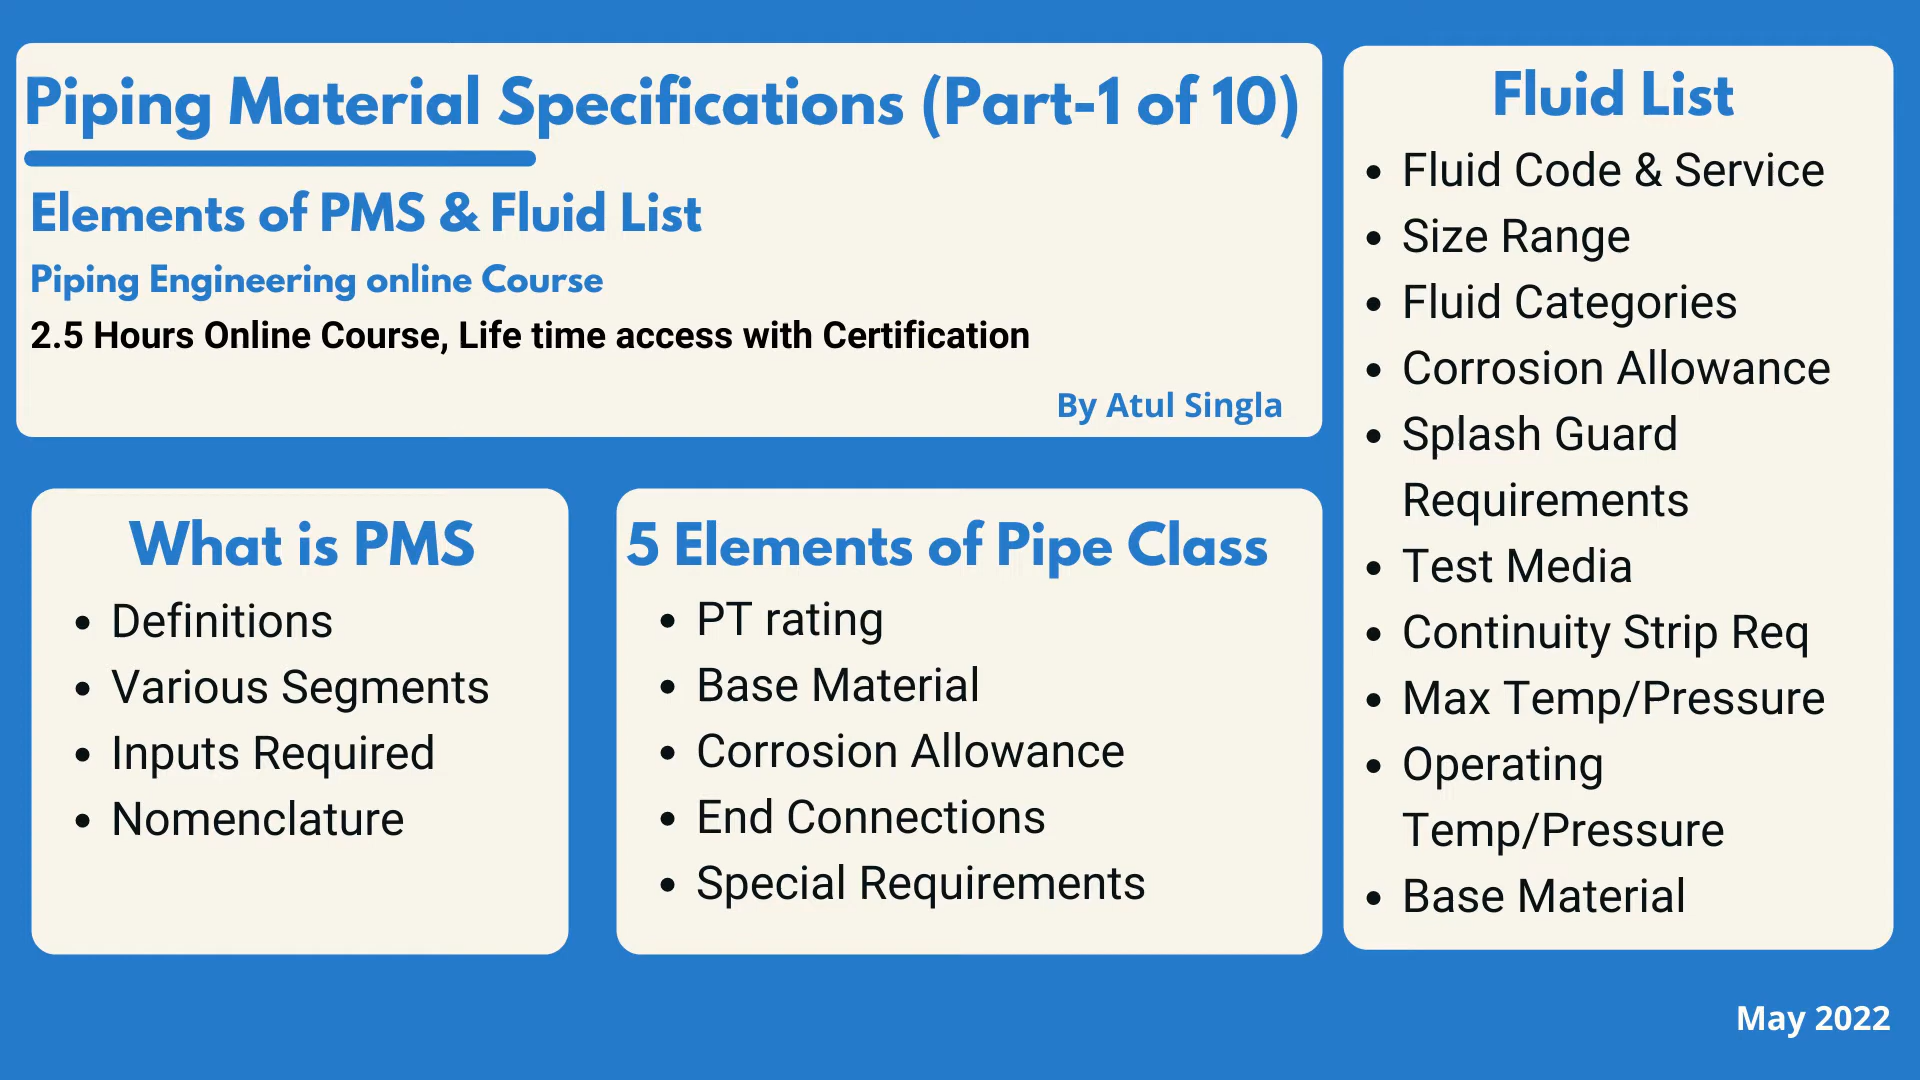 Piping Material Specifications (Part-1 of 10)
Elements of PMS & Fluid List
Piping Engineering online Course
2.5 Hours Online Course, Life time access with Certification
By Atul Singla
What is PMS
• Definitions
• Various Segments
• Inputs Required
• Nomenclature
5 Elements of Pipe Class
• PT rating
• Base Material
• Corrosion Allowance
• End Connections
• Special Requirements
Fluid List
• Fluid Code & Service
• Size Range
• Fluid Categories
• Corrosion Allowance
• Splash Guard
Requirements
• Test Media
• Continuity Strip Req
• Max Temp/Pressure
• Operating
Temp/Pressure
• Base Material
May 2022